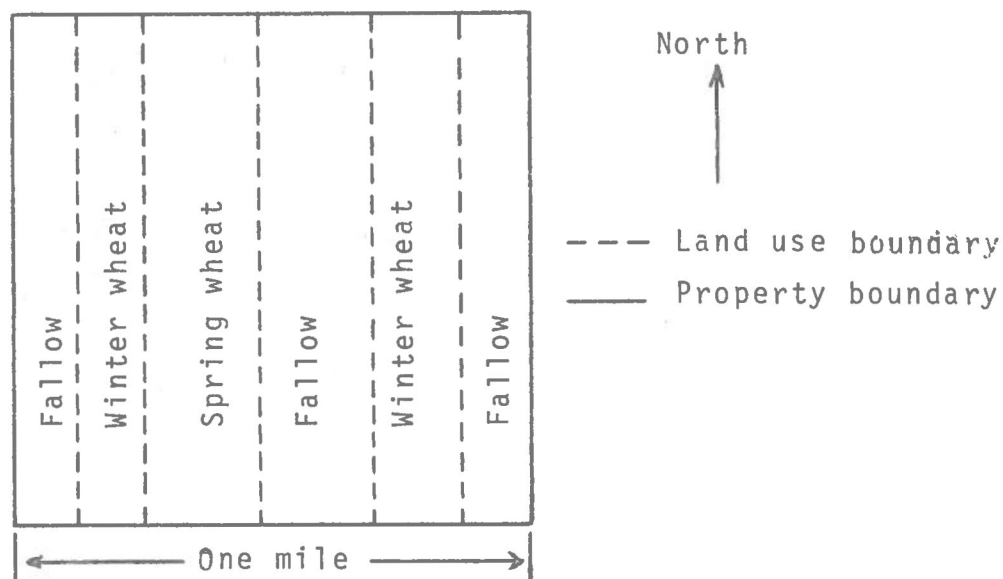 North
Land use boundary
Property boundary
Fallow
Winter wheat
Spring wheat
Fallow
Winter wheat
Fallow
One mile